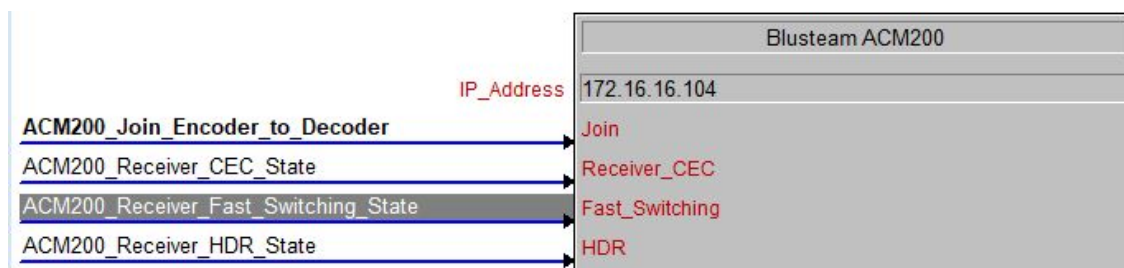 Blusteam ACM200
IP_Address 172.16.16.104
ACM200_Join_Encoder_to_Decoder Join
ACM200_Receiver_CEC_State Receiver_CEC
ACM200_Receiver_Fast_Switching_State Fast_Switching
ACM200_Receiver_HDR_State HDR